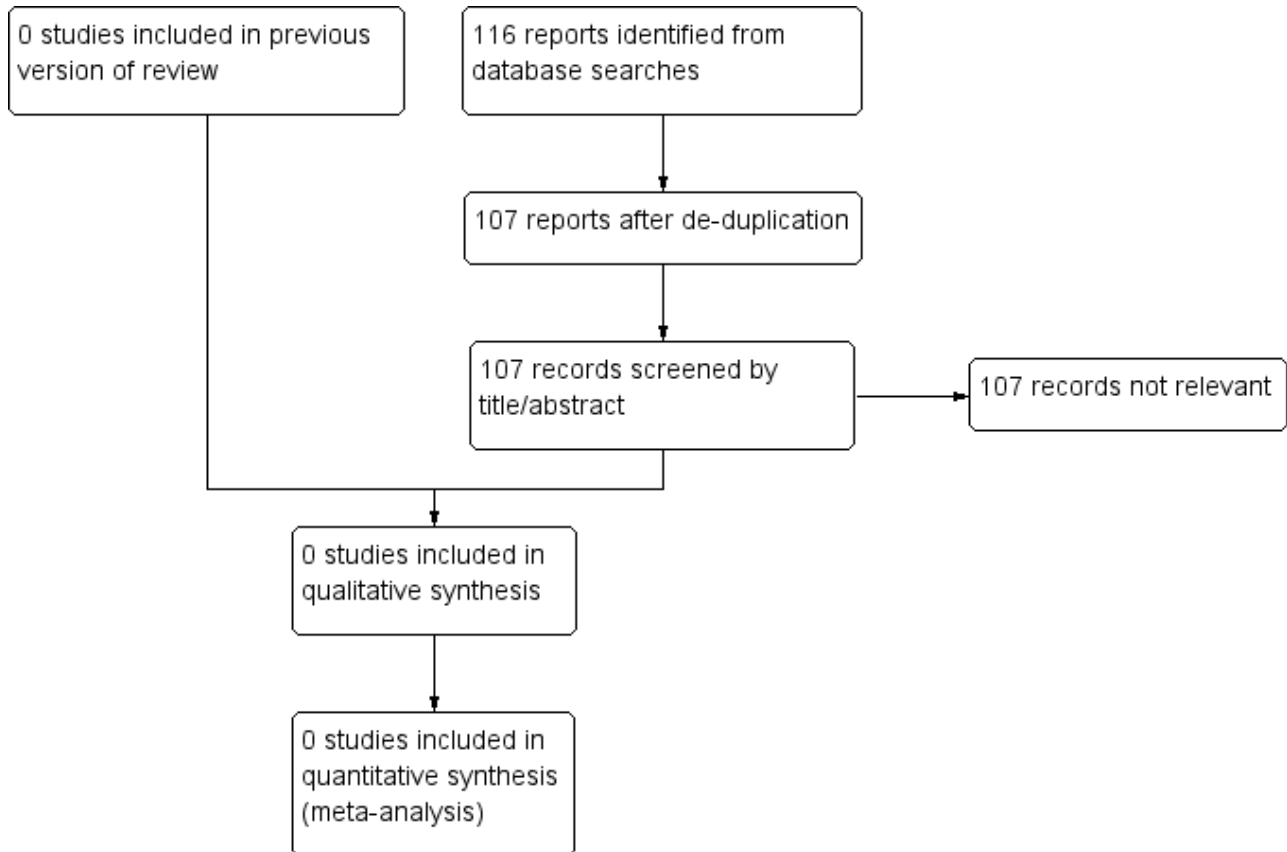 0 studies included in previous
version of review
116 reports identified from
database searches
107 reports after de-duplication
107 records screened by
title/abstract
107 records not relevant
0 studies included in
qualitative synthesis
0 studies included in
quantitative synthesis
(meta-analysis)